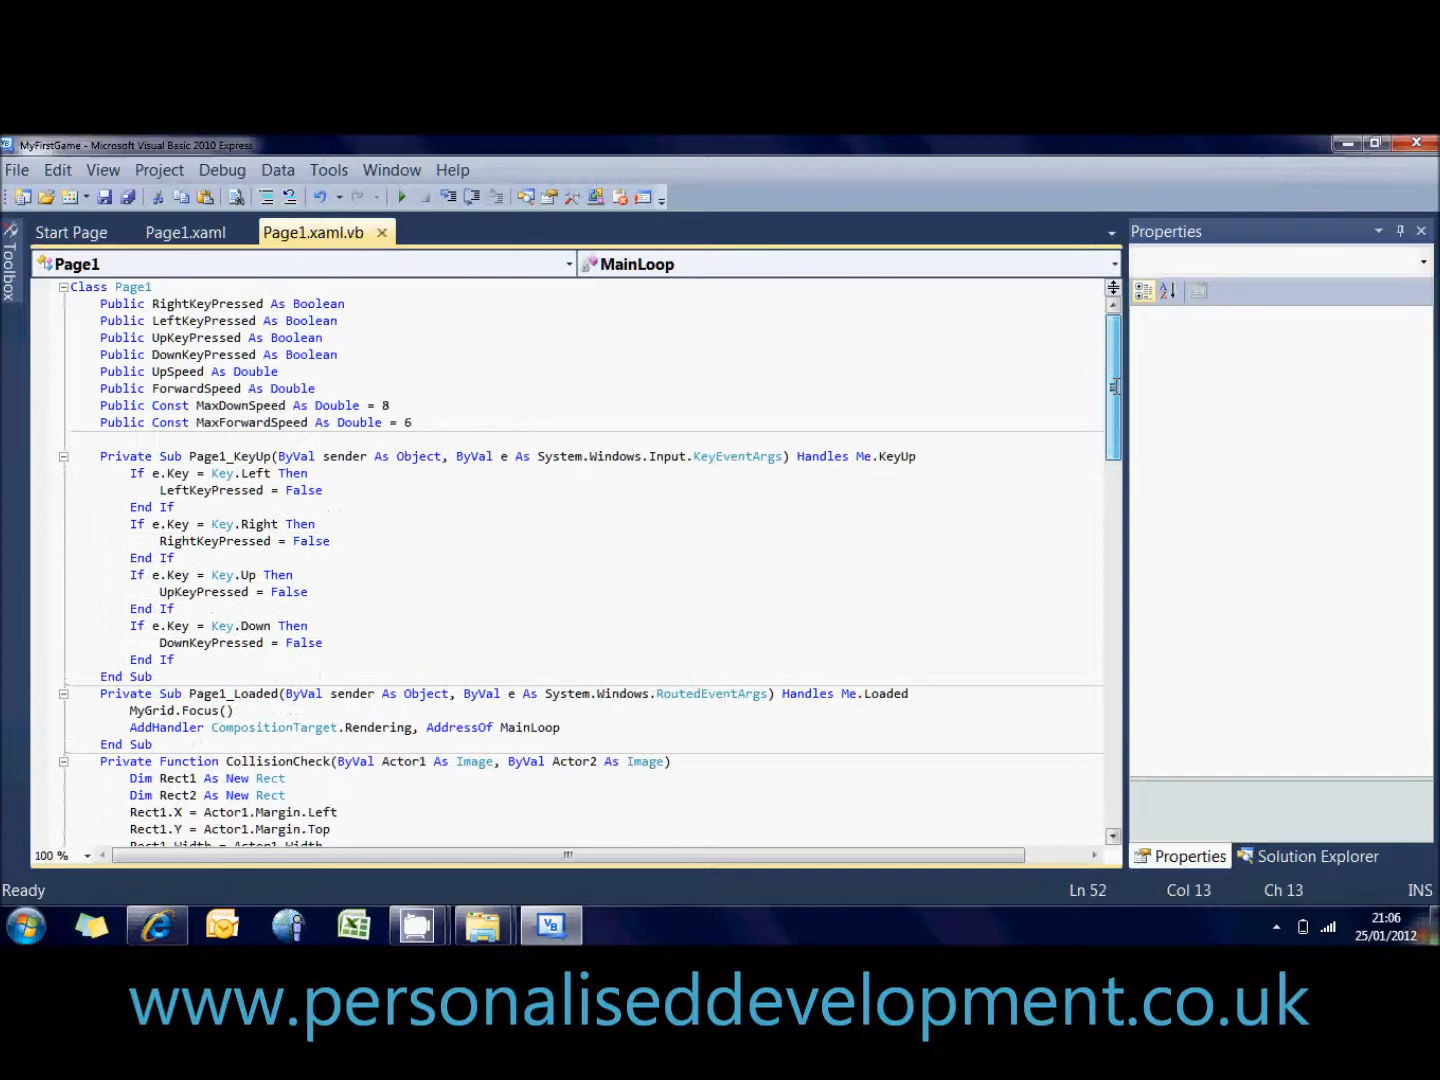 MyFirstGame - Microsoft Visual Basic 2010 Express
File Edit View Project Debug Data Tools Window Help
Start Page Page1.xaml Page1.xaml.vb
Properties
Toolbox
Page1 MainLoop
Class Page1
Public RightKeyPressed As Boolean
Public LeftKeyPressed As Boolean
Public UpKeyPressed As Boolean
Public DownKeyPressed As Boolean
Public UpSpeed As Double
Public ForwardSpeed As Double
Public Const MaxDownSpeed As Double = 8
Public Const MaxForwardSpeed As Double = 6
Private Sub Page1_KeyUp(ByVal sender As Object, ByVal e As System.Windows.Input.KeyEventArgs) Handles Me.KeyUp
If e.Key = Key.Left Then
LeftKeyPressed = False
End If
If e.Key = Key.Right Then
RightKeyPressed = False
End If
If e.Key = Key.Up Then
UpKeyPressed = False
End If
If e.Key = Key.Down Then
DownKeyPressed = False
End If
End Sub
Private Sub Page1_Loaded(ByVal sender As Object, ByVal e As System.Windows.RoutedEventArgs) Handles Me.Loaded
MyGrid.Focus()
AddHandler CompositionTarget.Rendering, AddressOf MainLoop
End Sub
Private Function CollisionCheck(ByVal Actor1 As Image, ByVal Actor2 As Image)
Dim Rect1 As New Rect
Dim Rect2 As New Rect
Rect1.X = Actor1.Margin.Left
Rect1.Y = Actor1.Margin.Top
Rect1.Width = Actor1.Width
100 %
Properties Solution Explorer
Ready Ln 52 Col 13 Ch 13 INS
21:06
25/01/2012
www.personaliseddevelopment.co.uk